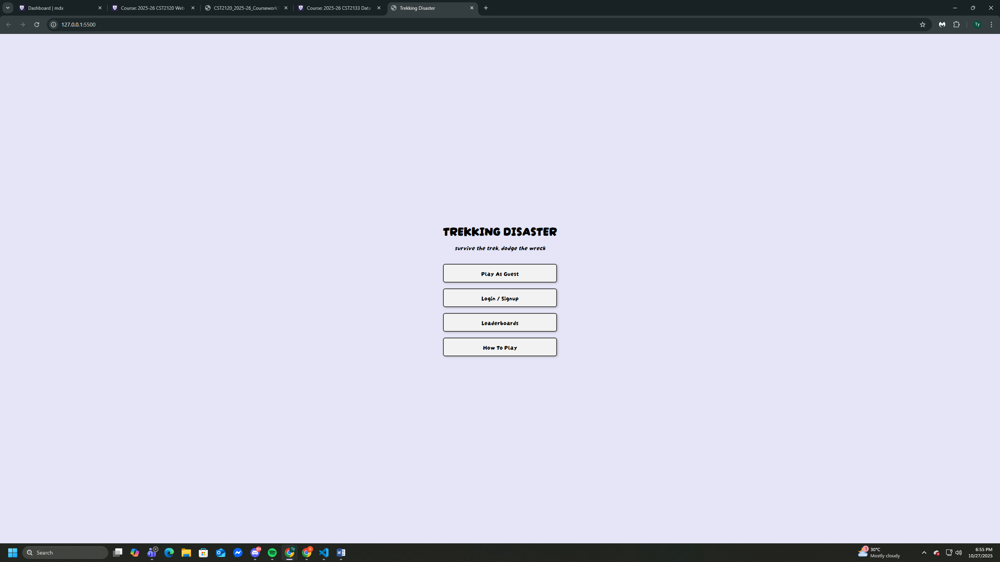 Dashboard | mdx
Course: 2025-26 CST2120 Web
CST2120_2025-26_Coursework1
Course: 2025-26 CST2133 Data
Trekking Disaster
127.0.0.1:5500
Ty
TREKKING DISASTER
survive the trek, dodge the wreck
Play As Guest
Login / Signup
Leaderboards
How To Play
Search
9+
Ty
S
1
30°C
Mostly cloudy
6:55 PM
10/27/2025